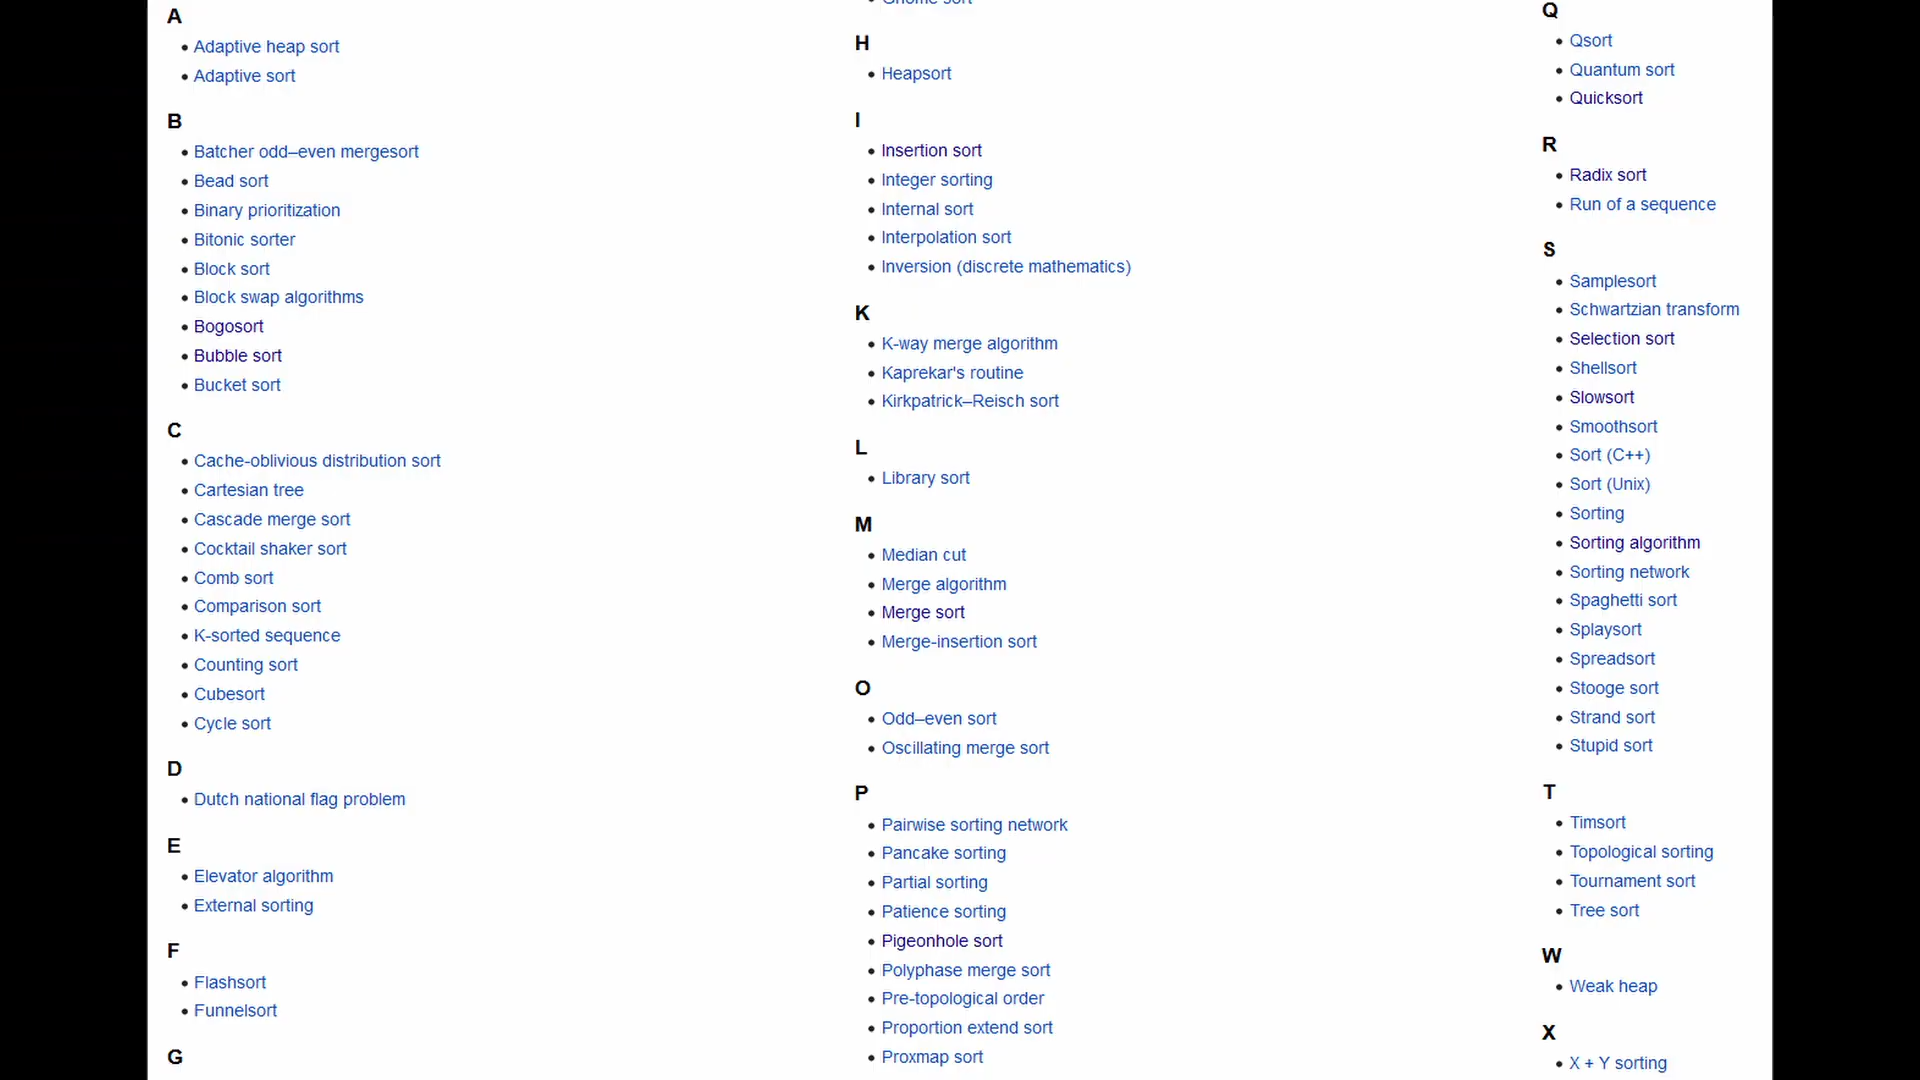 A
Adaptive heap sort
Adaptive sort
B
Batcher odd–even mergesort
Bead sort
Binary prioritization
Bitonic sorter
Block sort
Block swap algorithms
Bogosort
Bubble sort
Bucket sort
C
Cache-oblivious distribution sort
Cartesian tree
Cascade merge sort
Cocktail shaker sort
Comb sort
Comparison sort
K-sorted sequence
Counting sort
Cubesort
Cycle sort
D
Dutch national flag problem
E
Elevator algorithm
External sorting
F
Flashsort
Funnelsort
G
Gnome sort
H
Heapsort
I
Insertion sort
Integer sorting
Internal sort
Interpolation sort
Inversion (discrete mathematics)
K
K-way merge algorithm
Kaprekar's routine
Kirkpatrick–Reisch sort
L
Library sort
M
Median cut
Merge algorithm
Merge sort
Merge-insertion sort
O
Odd–even sort
Oscillating merge sort
P
Pairwise sorting network
Pancake sorting
Partial sorting
Patience sorting
Pigeonhole sort
Polyphase merge sort
Pre-topological order
Proportion extend sort
Proxmap sort
Q
Qsort
Quantum sort
Quicksort
R
Radix sort
Run of a sequence
S
Samplesort
Schwartzian transform
Selection sort
Shellsort
Slowsort
Smoothsort
Sort (C++)
Sort (Unix)
Sorting
Sorting algorithm
Sorting network
Spaghetti sort
Splaysort
Spreadsort
Stooge sort
Strand sort
Stupid sort
T
Timsort
Topological sorting
Tournament sort
Tree sort
W
Weak heap
X
X + Y sorting